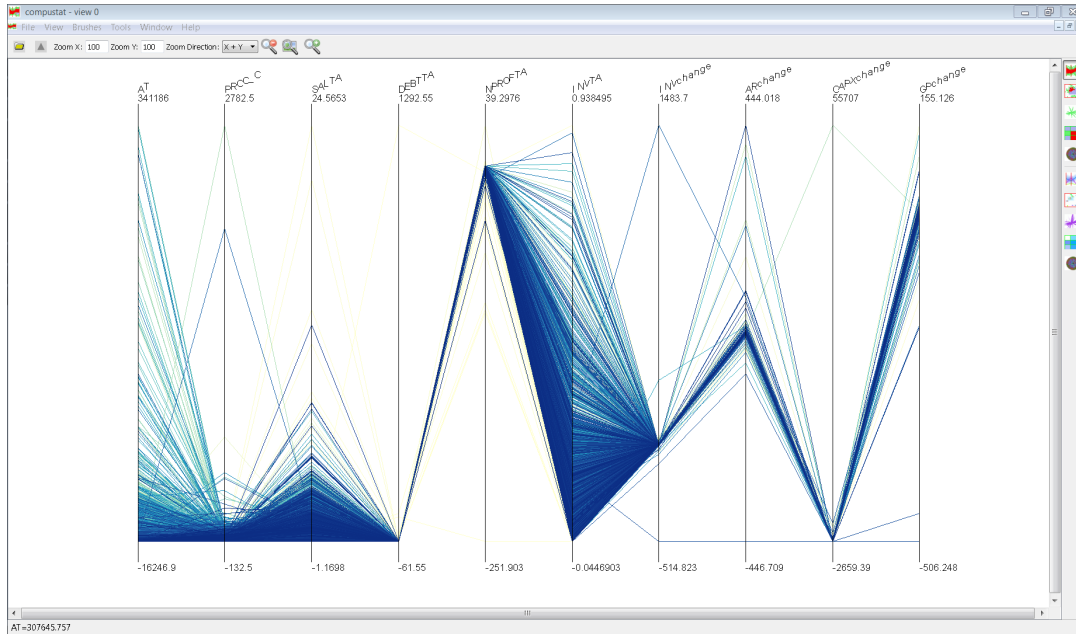 compustat - view 0
File View Brushes Tools Window Help
Zoom X: 100 Zoom Y: 100 Zoom Direction: X + Y
AT PRCC_C SALTA DEBTTA NPROFTA INVTA INVchange ARchange CAPXchange GPchange
341186 2782.5 24.5653 1292.55 39.2976 0.938495 1483.7 444.018 55707 155.126
-16246.9 -132.5 -1.1698 -61.55 -251.903 -0.0446903 -514.823 -446.709 -2659.39 -506.248
AT=307645.757